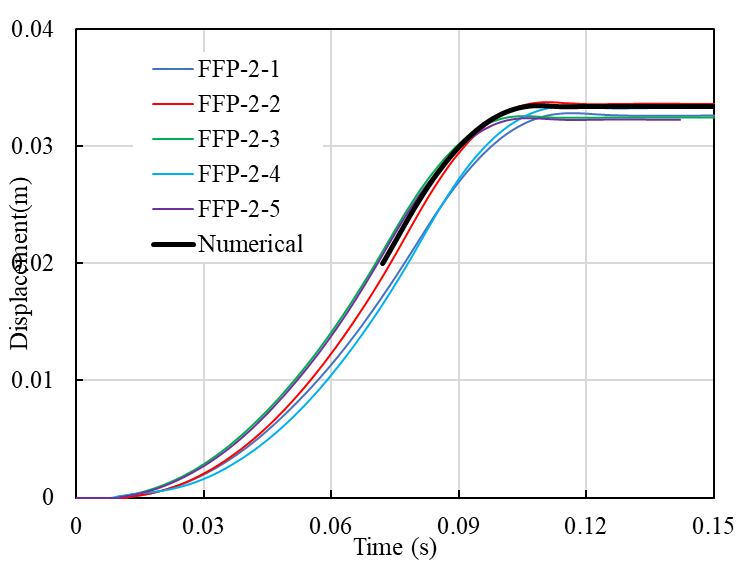 0.04
0.03
0.02
0.01
0
Displacement(m)
FFP-2-1
FFP-2-2
FFP-2-3
FFP-2-4
FFP-2-5
Numerical
0 0.03 0.06 0.09 0.12 0.15
Time (s)